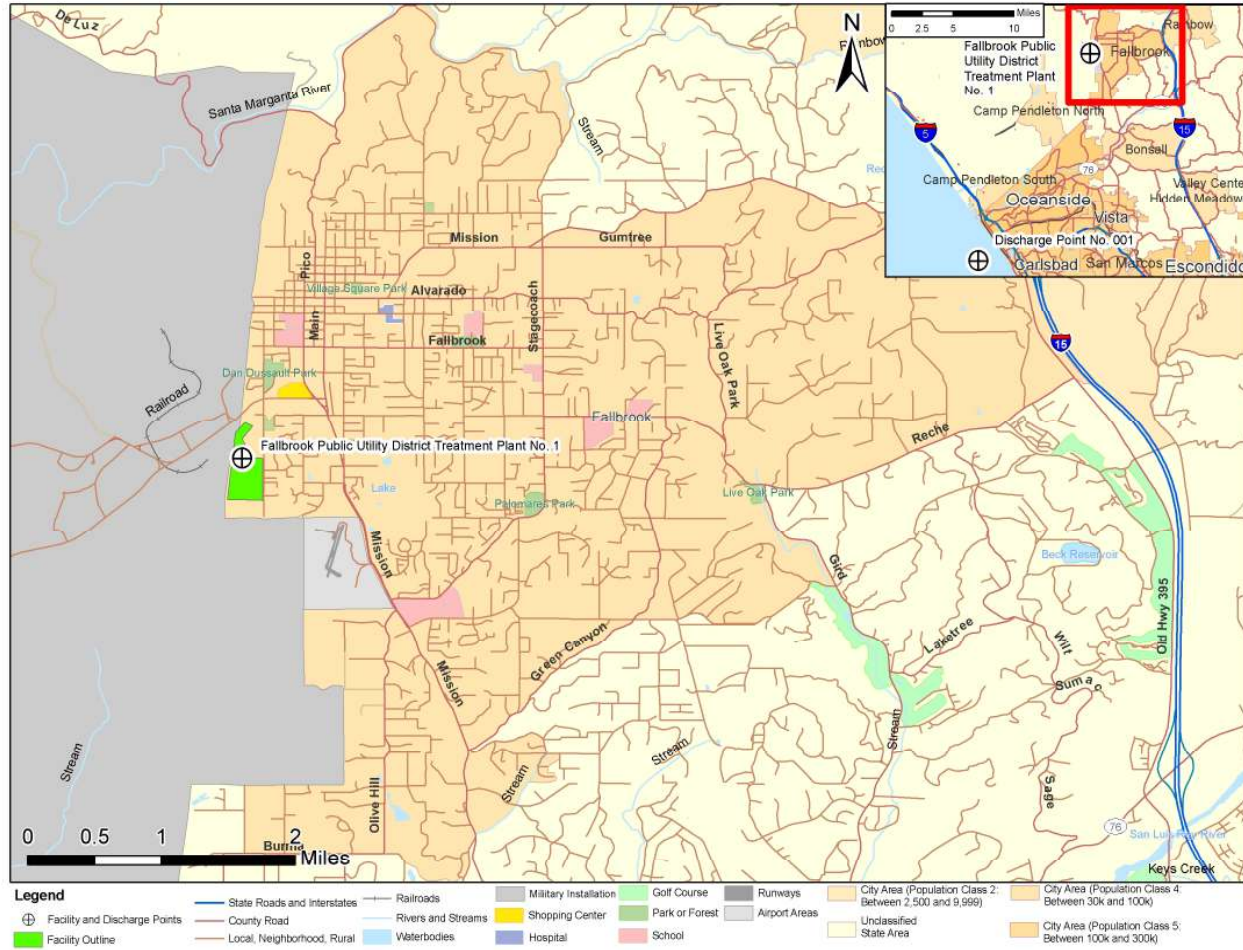 De Luz
Santa Margarita River
Stream
N
Miles
2.5 5 10
Fallbrook Public
Utility District
Treatment Plant
No. 1
Rainbow
Fallbrook
Camp Pendleton North
5
15
Bonsall
76
Camp Pendleton South
Valley Cente
Hidden Meadow
Oceanside
Vista
Discharge Point No. 001
Carlsbad
San Marcos
Escondido
Mission
Gumtree
Pico
Village Square Park
Alvarado
Main
Stagecoach
Fallbrook
Live Oak Park
15
Dan Dussault Park
Railroad
Fallbrook
Reche
Fallbrook Public Utility District Treatment Plant No. 1
Lake
Palomares Park
Live Oak Park
Mission
Gird
Beck Reservoir
Old Hwy 395
Laketree
Wilt
Sumac
Green Canyon
Mission
Stream
Stream
Stream
Stream
Sage
Olive Hill
76
San Luis Rey River
Keys Creek
0 0.5 1 2
Miles
Legend
Facility and Discharge Points
Facility Outline
State Roads and Interstates
County Road
Local, Neighborhood, Rural
Railroads
Rivers and Streams
Waterbodies
Military Installation
Shopping Center
Hospital
Golf Course
Park or Forest
School
Runways
Airport Areas
City Area (Population Class 2:
Between 2,500 and 9,999)
Unclassified
State Area
City Area (Population Class 4:
Between 30k and 100k)
City Area (Population Class 5:
Between 100k and 300k)